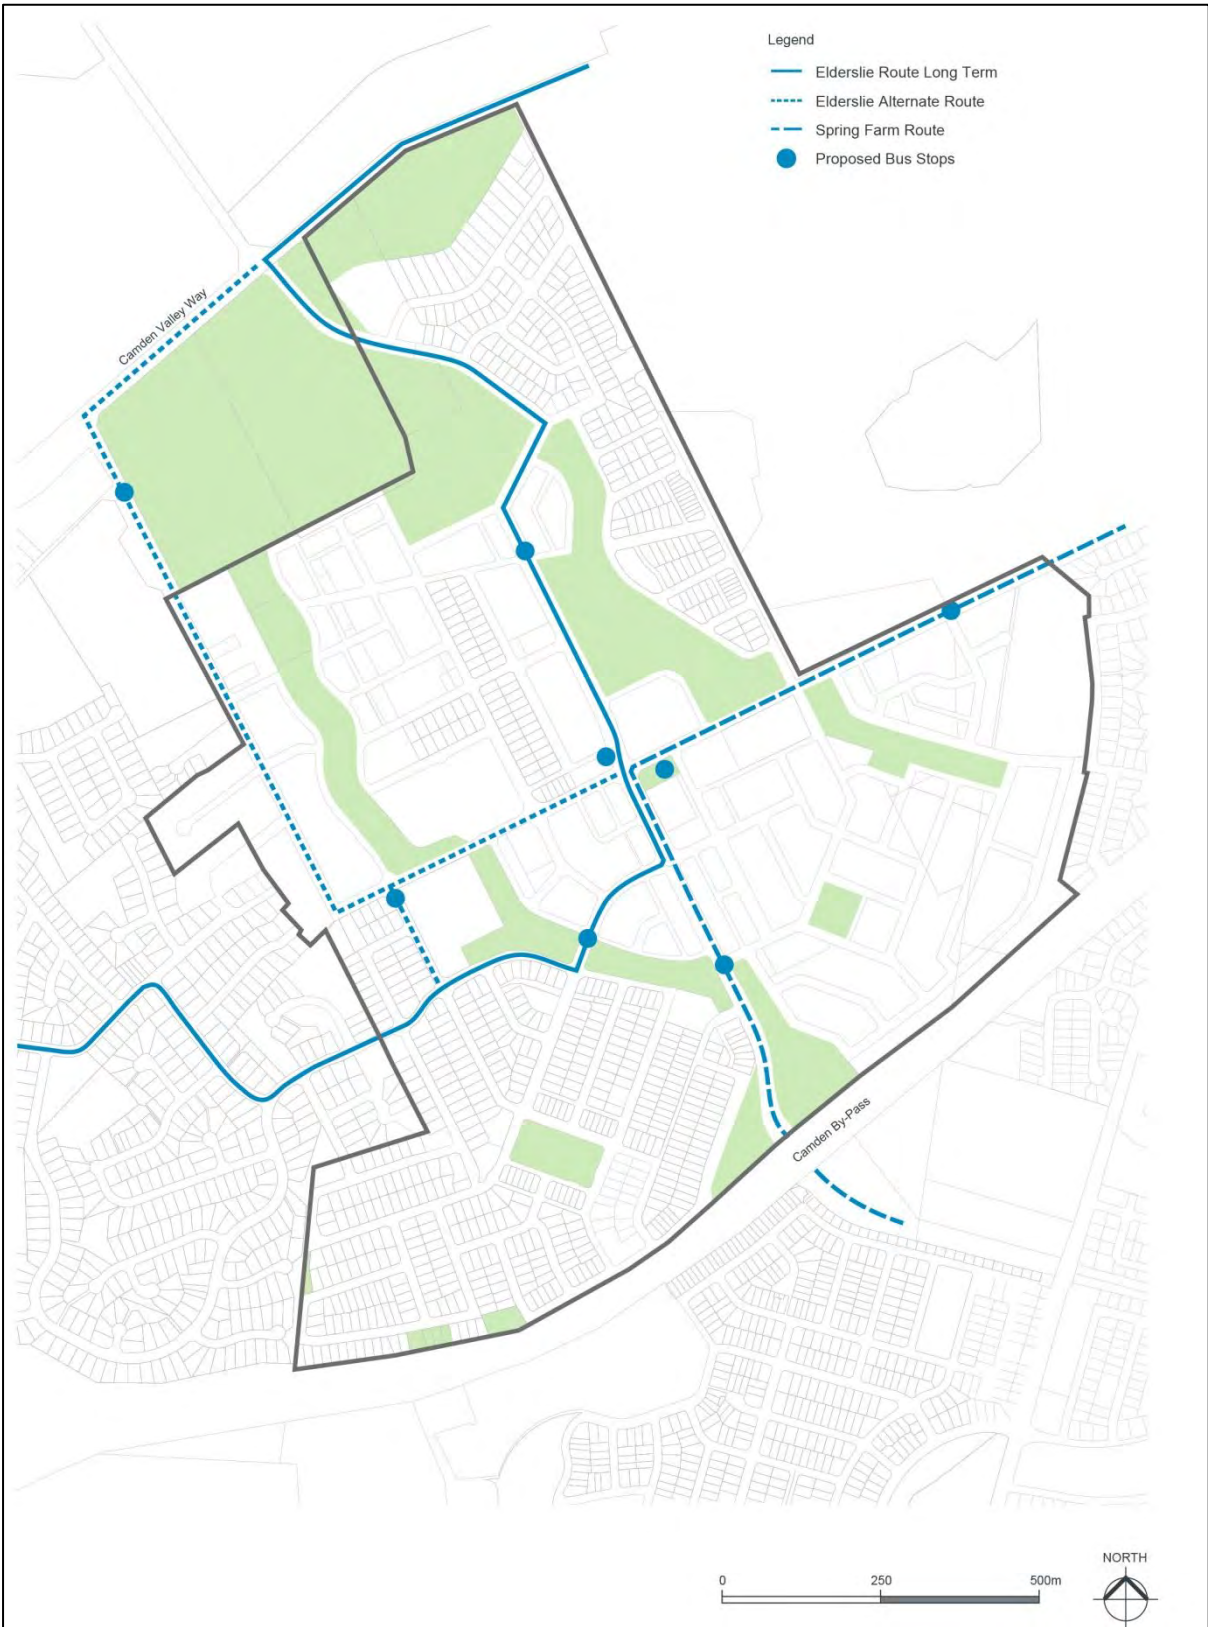 Legend
Elderslie Route Long Term
Elderslie Alternate Route
Spring Farm Route
Proposed Bus Stops
Camden Valley Way
Camden By-Pass
NORTH
0 250 500m